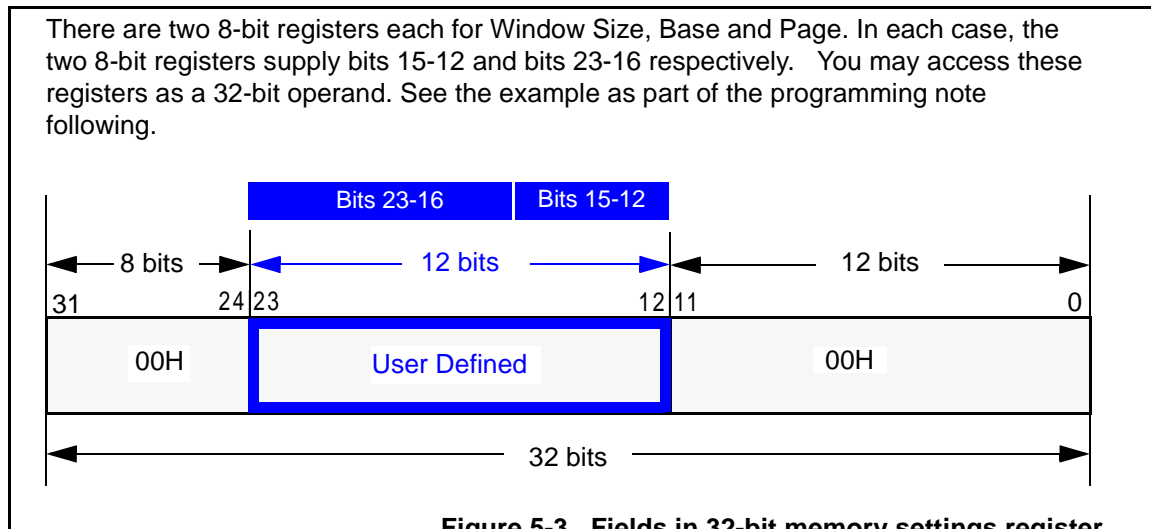 There are two 8-bit registers each for Window Size, Base and Page. In each case, the
two 8-bit registers supply bits 15-12 and bits 23-16 respectively. You may access these
registers as a 32-bit operand. See the example as part of the programming note
following.
Bits 23-16 Bits 15-12
8 bits 12 bits 12 bits
31 24 23 12 11 0
00H User Defined 00H
32 bits
Figure 5-3 Fields in 32-bit memory settings register